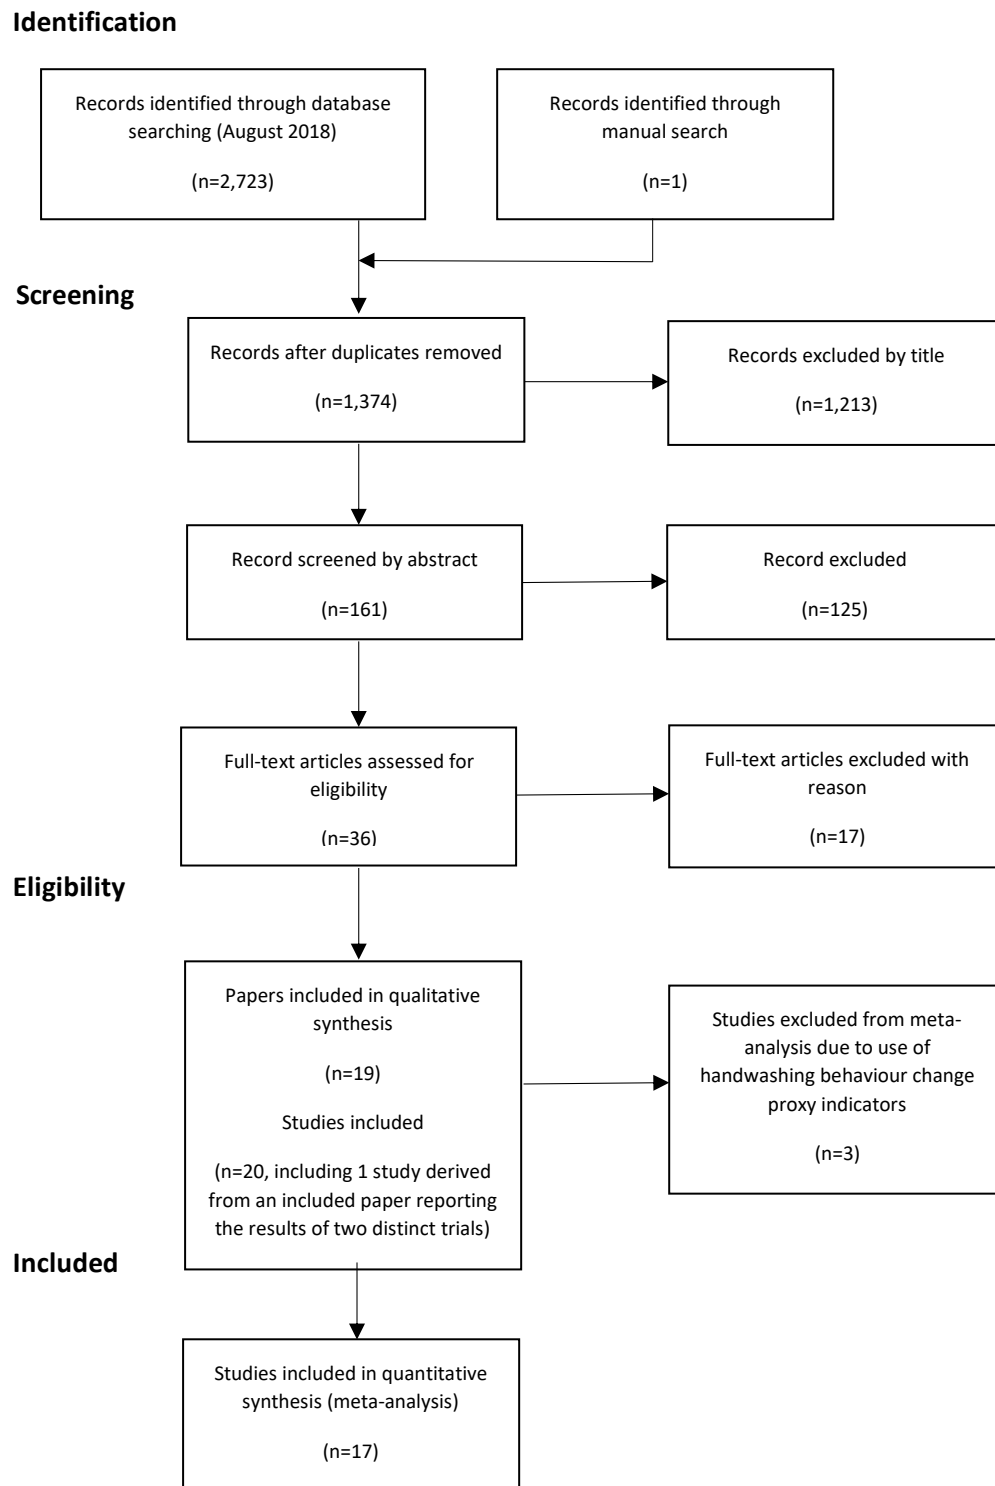 Identification
Records identified through database
searching (August 2018)
(n=2,723)
Records identified through
manual search
(n=1)
Screening
Records after duplicates removed
(n=1,374)
Records excluded by title
(n=1,213)
Record screened by abstract
(n=161)
Record excluded
(n=125)
Full-text articles assessed for
eligibility
(n=36)
Full-text articles excluded with
reason
(n=17)
Eligibility
Papers included in qualitative
synthesis
(n=19)
Studies included
(n=20, including 1 study derived
from an included paper reporting
the results of two distinct trials)
Studies excluded from meta-
analysis due to use of
handwashing behaviour change
proxy indicators
(n=3)
Included
Studies included in quantitative
synthesis (meta-analysis)
(n=17)